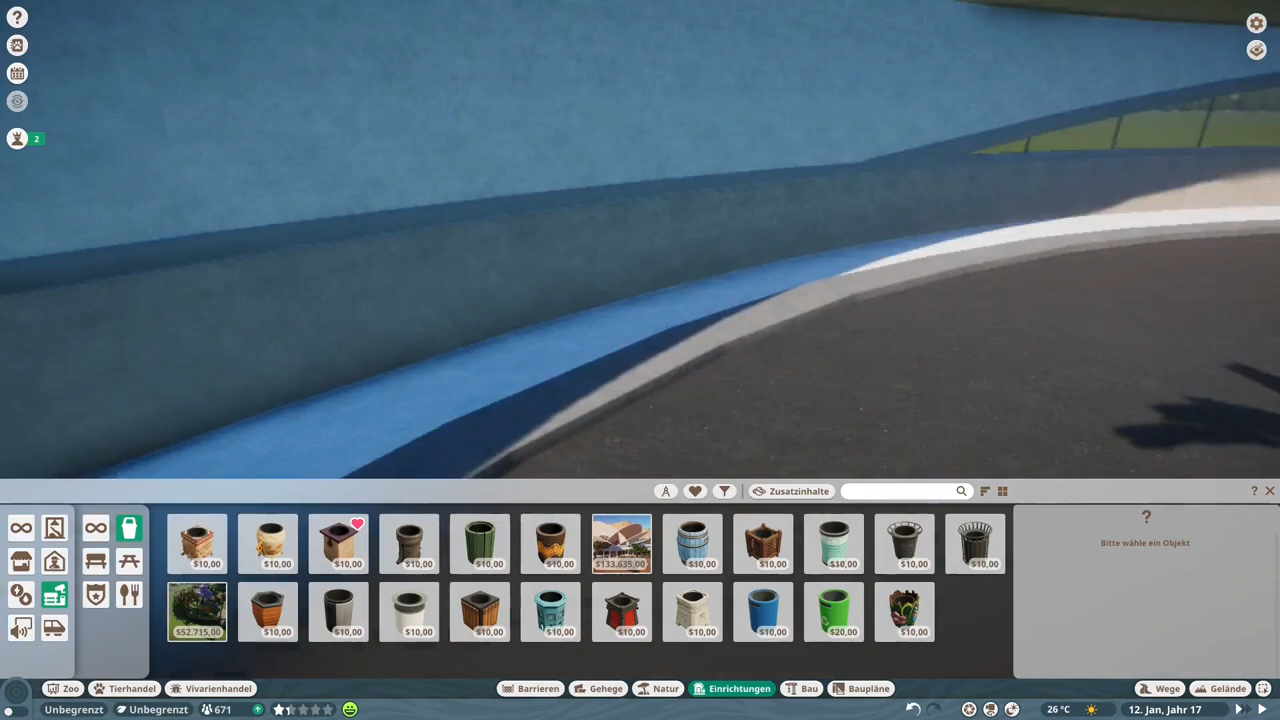 ?
2
Zusatzinhalte
? ×
$10,00 $10,00 $10,00 $10,00 $10,00 $10,00 $133.635,00 $10,00 $10,00 $10,00 $10,00 $10,00
?
Bitte wähle ein Objekt
$52.715,00 $10,00 $10,00 $10,00 $10,00 $10,00 $10,00 $10,00 $10,00 $20,00 $10,00
Zoo Tierhandel Vivarienhandel Barrieren Gehege Natur Einrichtungen Bau Baupläne Wege Gelände
Unbegrenzt Unbegrenzt 671 26 °C 12. Jan, Jahr 17